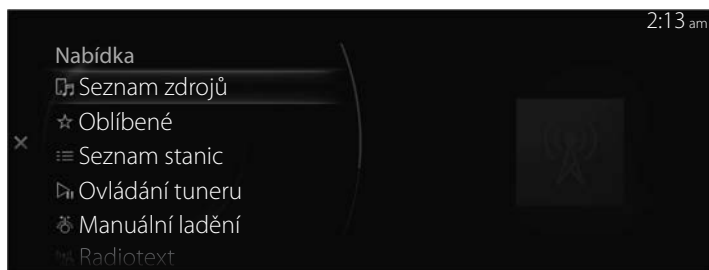 2:13 am
Nabídka
Seznam zdrojů
Oblíbené
Seznam stanic
Ovládání tuneru
Manuální ladění
Radiotext